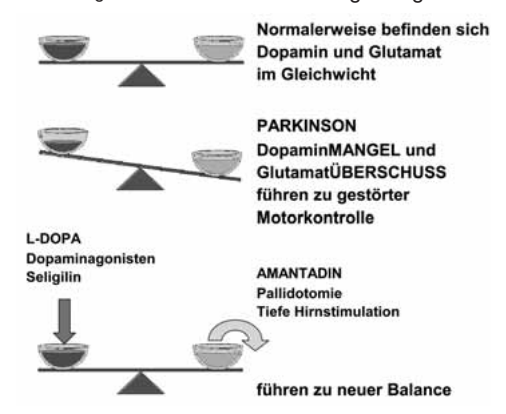 Normalerweise befinden sich
Dopamin und Glutamat
im Gleichwicht
PARKINSON
DopaminMANGEL und
GlutamatÜBERSCHUSS
führen zu gestörter
Motorkontrolle
L-DOPA
Dopaminagonisten
Seligilin
AMANTADIN
Pallidotomie
Tiefe Hirnstimulation
führen zu neuer Balance